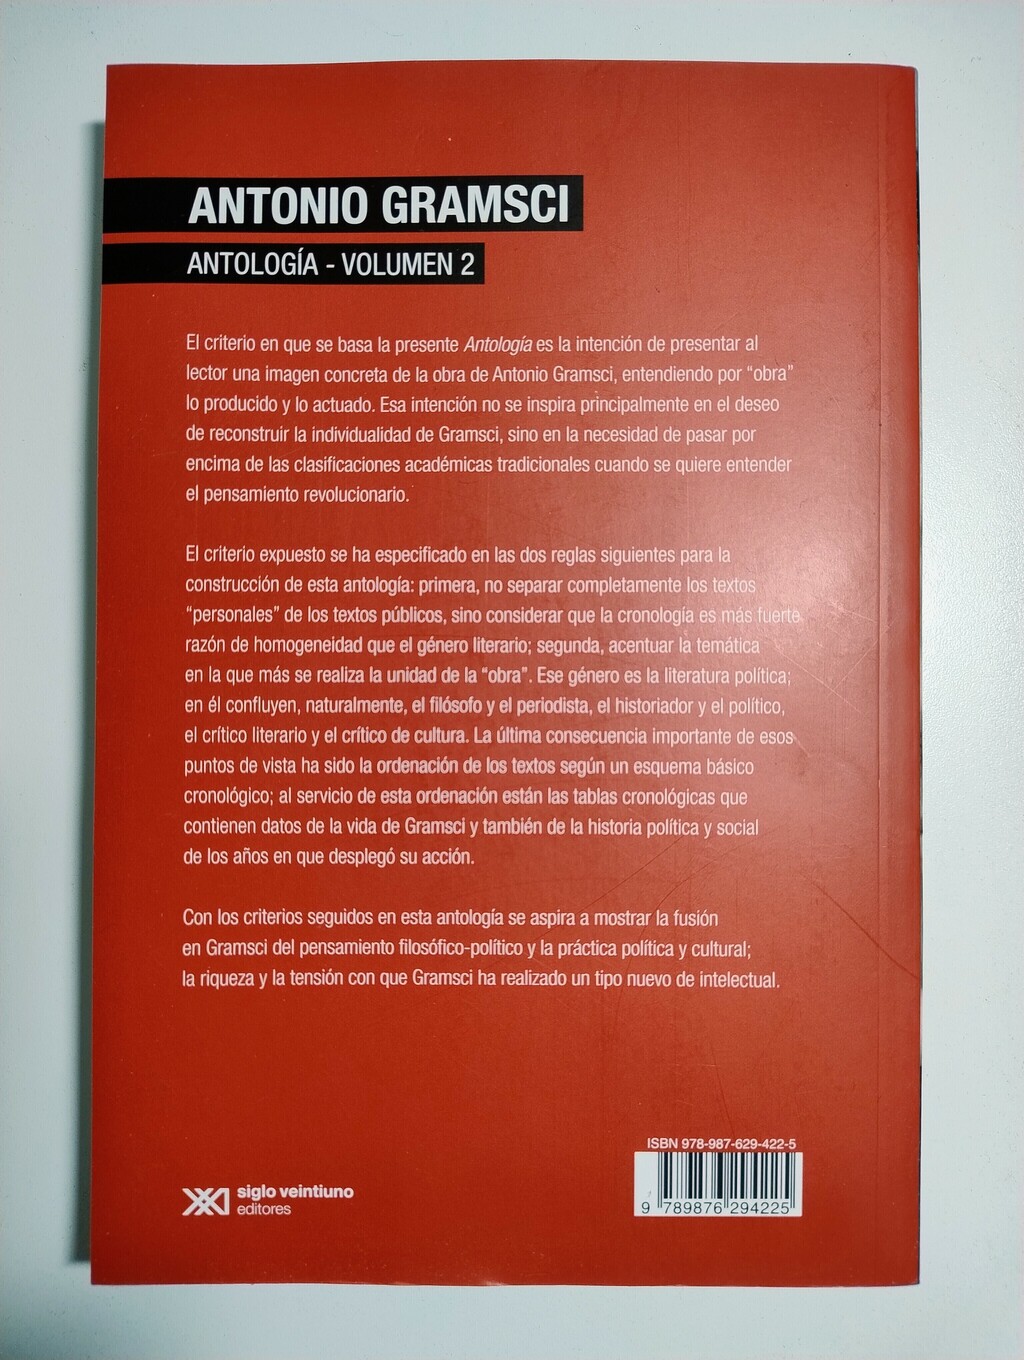 ANTONIO GRAMSCI
ANTOLOGÍA - VOLUMEN 2
El criterio en que se basa la presente Antología es la intención de presentar al
lector una imagen concreta de la obra de Antonio Gramsci, entendiendo por “obra”
lo producido y lo actuado. Esa intención no se inspira principalmente en el deseo
de reconstruir la individualidad de Gramsci, sino en la necesidad de pasar por
encima de las clasificaciones académicas tradicionales cuando se quiere entender
el pensamiento revolucionario.
El criterio expuesto se ha especificado en las dos reglas siguientes para la
construcción de esta antología: primera, no separar completamente los textos
“personales” de los textos públicos, sino considerar que la cronología es más fuerte
razón de homogeneidad que el género literario; segunda, acentuar la temática
en la que más se realiza la unidad de la “obra”. Ese género es la literatura política;
en él confluyen, naturalmente, el filósofo y el periodista, el historiador y el político,
el crítico literario y el crítico de cultura. La última consecuencia importante de esos
puntos de vista ha sido la ordenación de los textos según un esquema básico
cronológico; al servicio de esta ordenación están las tablas cronológicas que
contienen datos de la vida de Gramsci y también de la historia política y social
de los años en que desplegó su acción.
Con los criterios seguidos en esta antología se aspira a mostrar la fusión
en Gramsci del pensamiento filosófico-político y la práctica política y cultural;
la riqueza y la tensión con que Gramsci ha realizado un tipo nuevo de intelectual.
ISBN 978-987-629-422-5
9 789876 294225
siglo veintiuno
editores